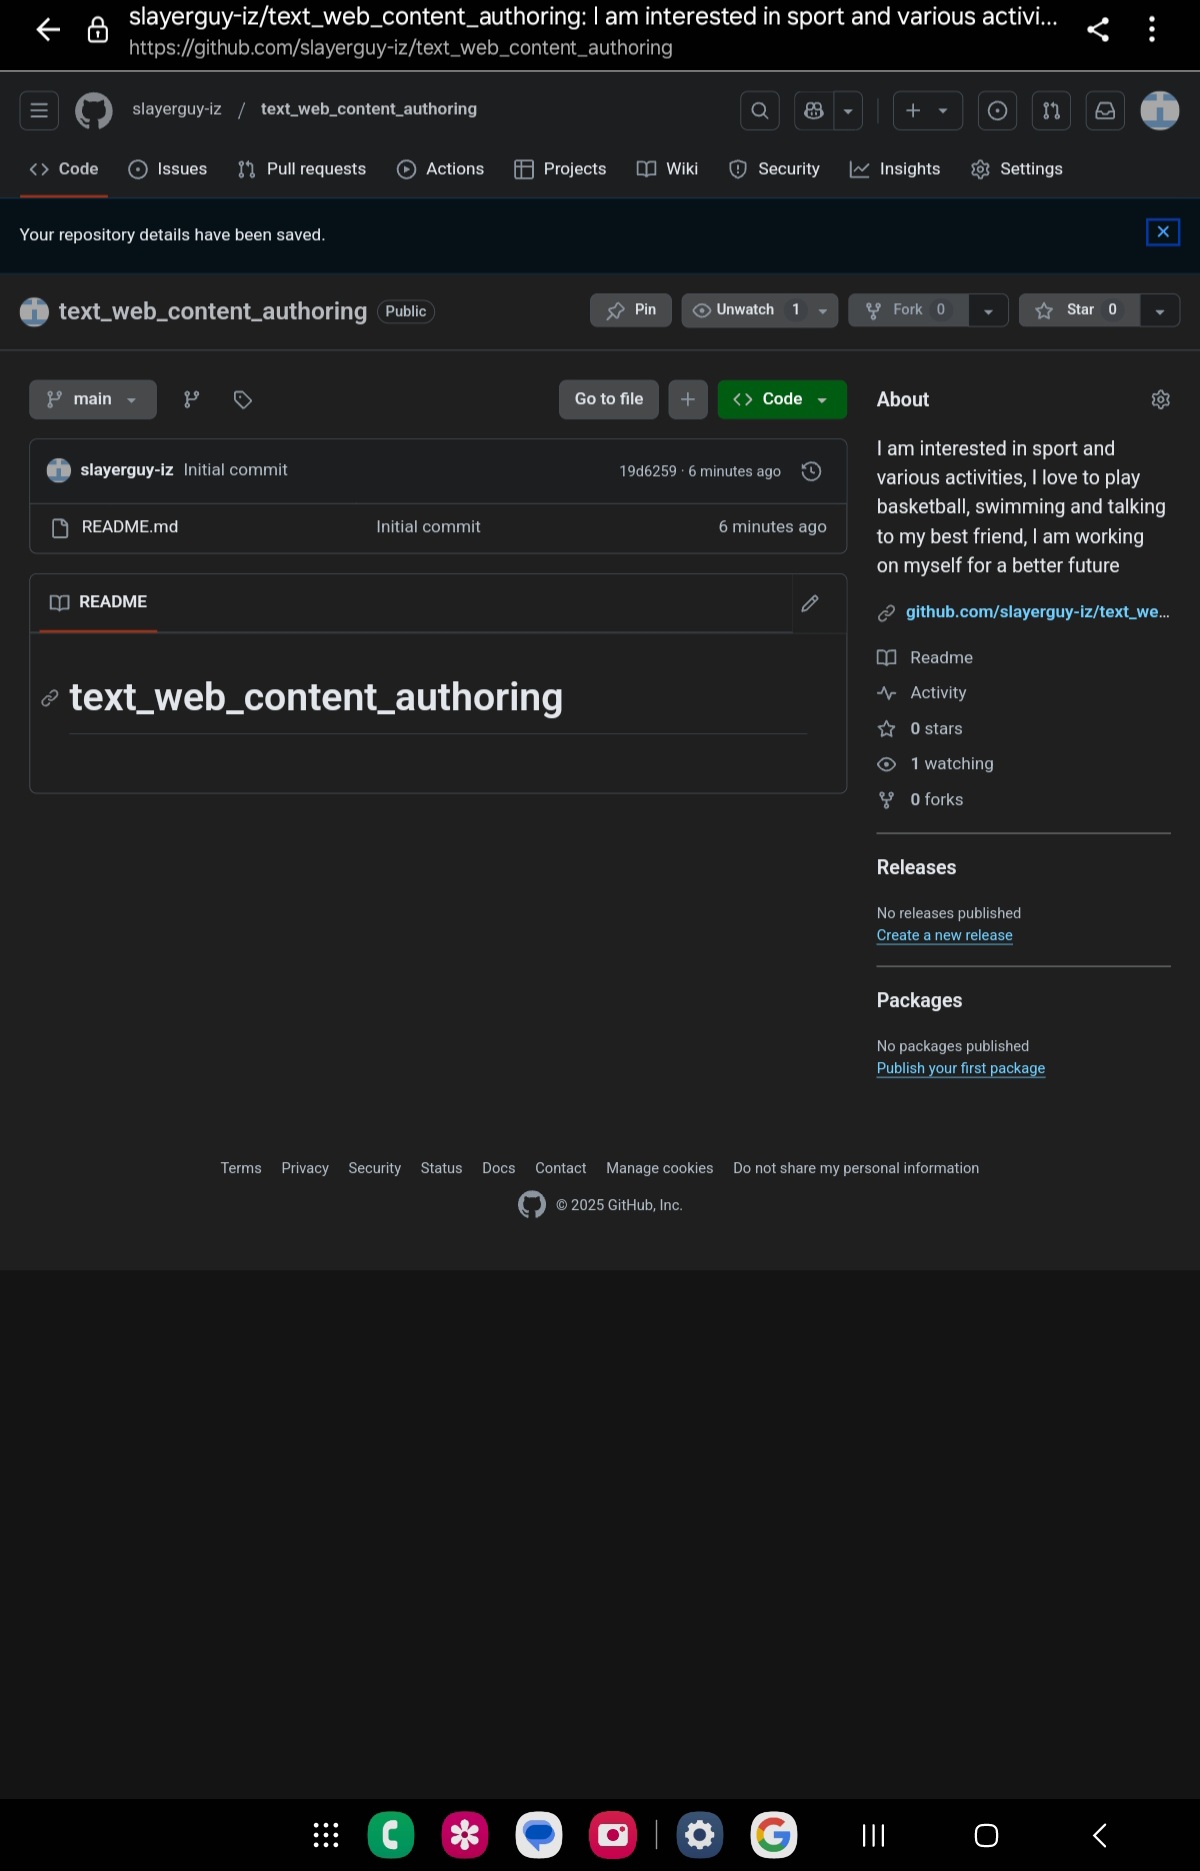 slayerguy-iz/text_web_content_authoring: I am interested in sport and various activi...
https://github.com/slayerguy-iz/text_web_content_authoring
slayerguy-iz / text_web_content_authoring
Code Issues Pull requests Actions Projects Wiki Security Insights Settings
Your repository details have been saved.
text_web_content_authoring Public Pin Unwatch 1 Fork 0 Star 0
main Go to file Code
slayerguy-iz Initial commit 19d6259 · 6 minutes ago
README.md Initial commit 6 minutes ago
README
text_web_content_authoring
About
I am interested in sport and
various activities, I love to play
basketball, swimming and talking
to my best friend, I am working
on myself for a better future
github.com/slayerguy-iz/text_we...
Readme
Activity
0 stars
1 watching
0 forks
Releases
No releases published
Create a new release
Packages
No packages published
Publish your first package
Terms Privacy Security Status Docs Contact Manage cookies Do not share my personal information
© 2025 GitHub, Inc.